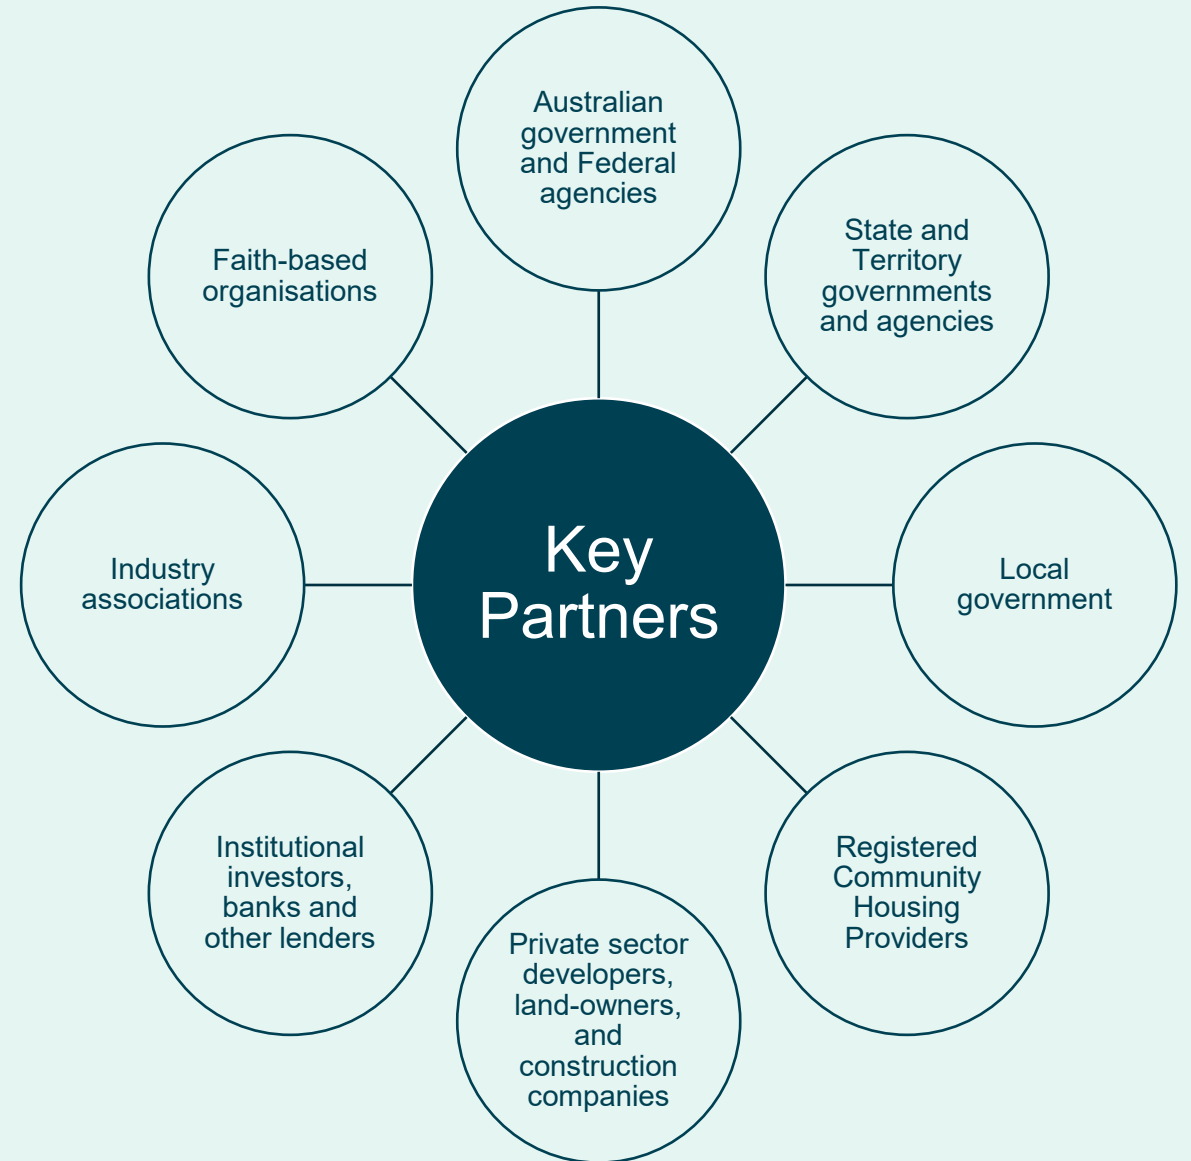 Australian
government
and Federal
agencies
State and
Territory
governments
and agencies
Local
government
Registered
Community
Housing
Providers
Private sector
developers,
land-owners,
and
construction
companies
Institutional
investors,
banks and
other lenders
Industry
associations
Faith-based
organisations
Key
Partners